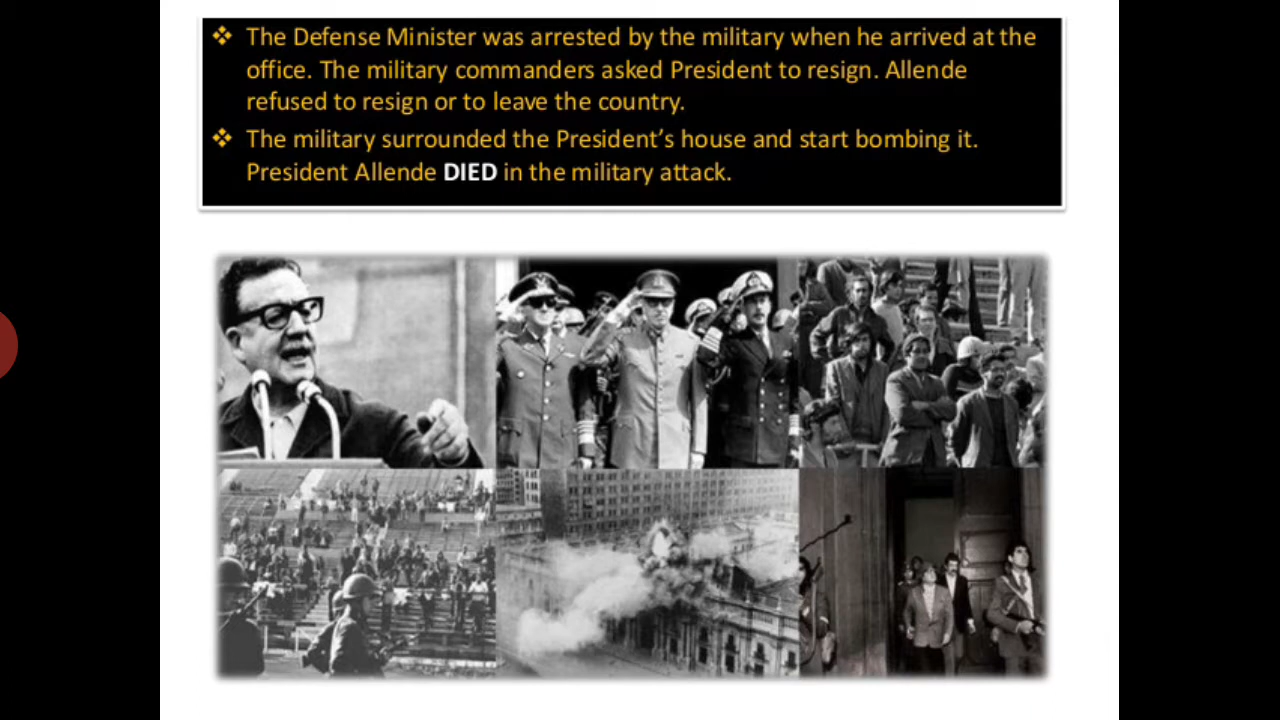 ❖ The Defense Minister was arrested by the military when he arrived at the
office. The military commanders asked President to resign. Allende
refused to resign or to leave the country.
❖ The military surrounded the President's house and start bombing it.
President Allende DIED in the military attack.